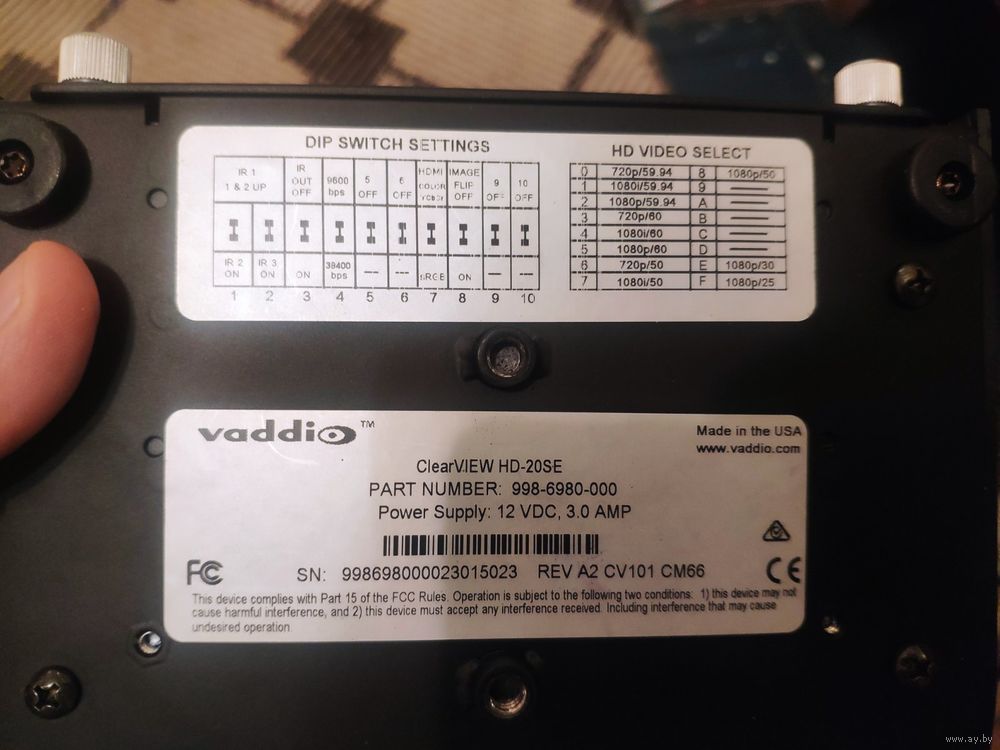 DIP SWITCH SETTINGS
IR 1 1 & 2 UP IR OUT OFF 9600 bps 5 OFF 6 OFF HDMI COLOR YCbCr IMAGE FLIP OFF 9 OFF 10 OFF
IR 2 ON IR 3 ON ON 38400 bps --- --- sRGB ON — ---
1 2 3 4 5 6 7 8 9 10
HD VIDEO SELECT
0 720p/59.94 8 1080p/50
1 1080i/59.94 9
2 1080p/59.94 A
3 720p/60 B
4 1080i/60 C
5 1080p/60 D
6 720p/50 E 1080p/30
7 1080i/50 F 1080p/25
vaddio™
Made in the USA
www.vaddio.com
ClearVIEW HD-20SE
PART NUMBER: 998-6980-000
Power Supply: 12 VDC, 3.0 AMP
FC CE
SN: 998698000023015023 REV A2 CV101 CM66
This device complies with Part 15 of the FCC Rules. Operation is subject to the following two conditions: 1) this device may not
cause harmful interference, and 2) this device must accept any interference received. Including interference that may cause
undesired operation.
www.ay.by